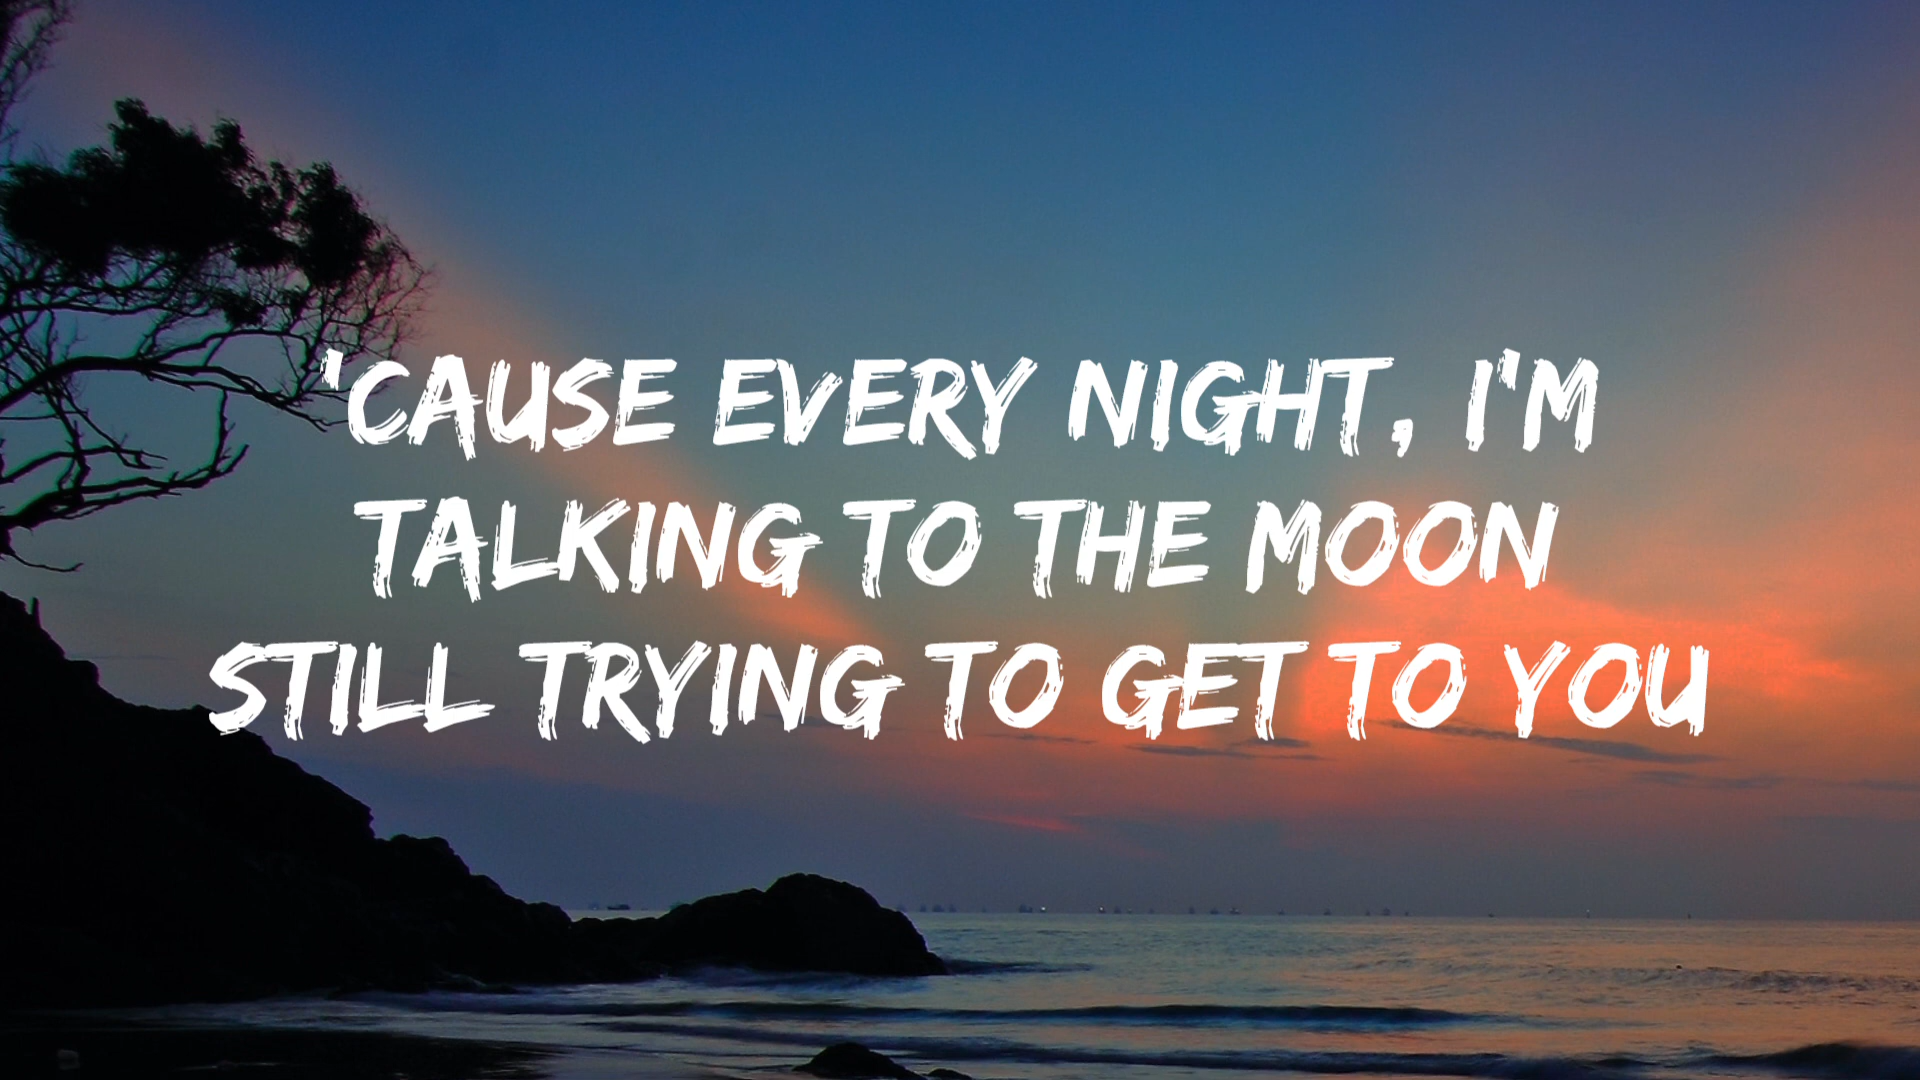 'CAUSE EVERY NIGHT, I'M
TALKING TO THE MOON
STILL TRYING TO GET TO YOU